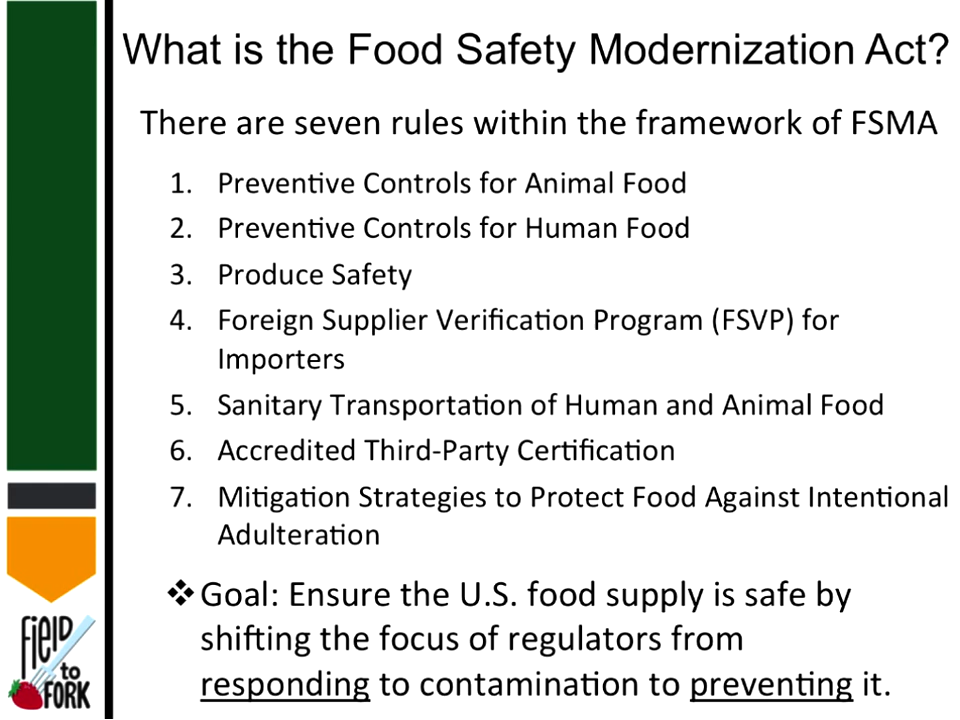 What is the Food Safety Modernization Act?
There are seven rules within the framework of FSMA
1. Preventive Controls for Animal Food
2. Preventive Controls for Human Food
3. Produce Safety
4. Foreign Supplier Verification Program (FSVP) for
Importers
5. Sanitary Transportation of Human and Animal Food
6. Accredited Third-Party Certification
7. Mitigation Strategies to Protect Food Against Intentional
Adulteration
❖ Goal: Ensure the U.S. food supply is safe by
shifting the focus of regulators from
responding to contamination to preventing it.
FiElD
to
FORK